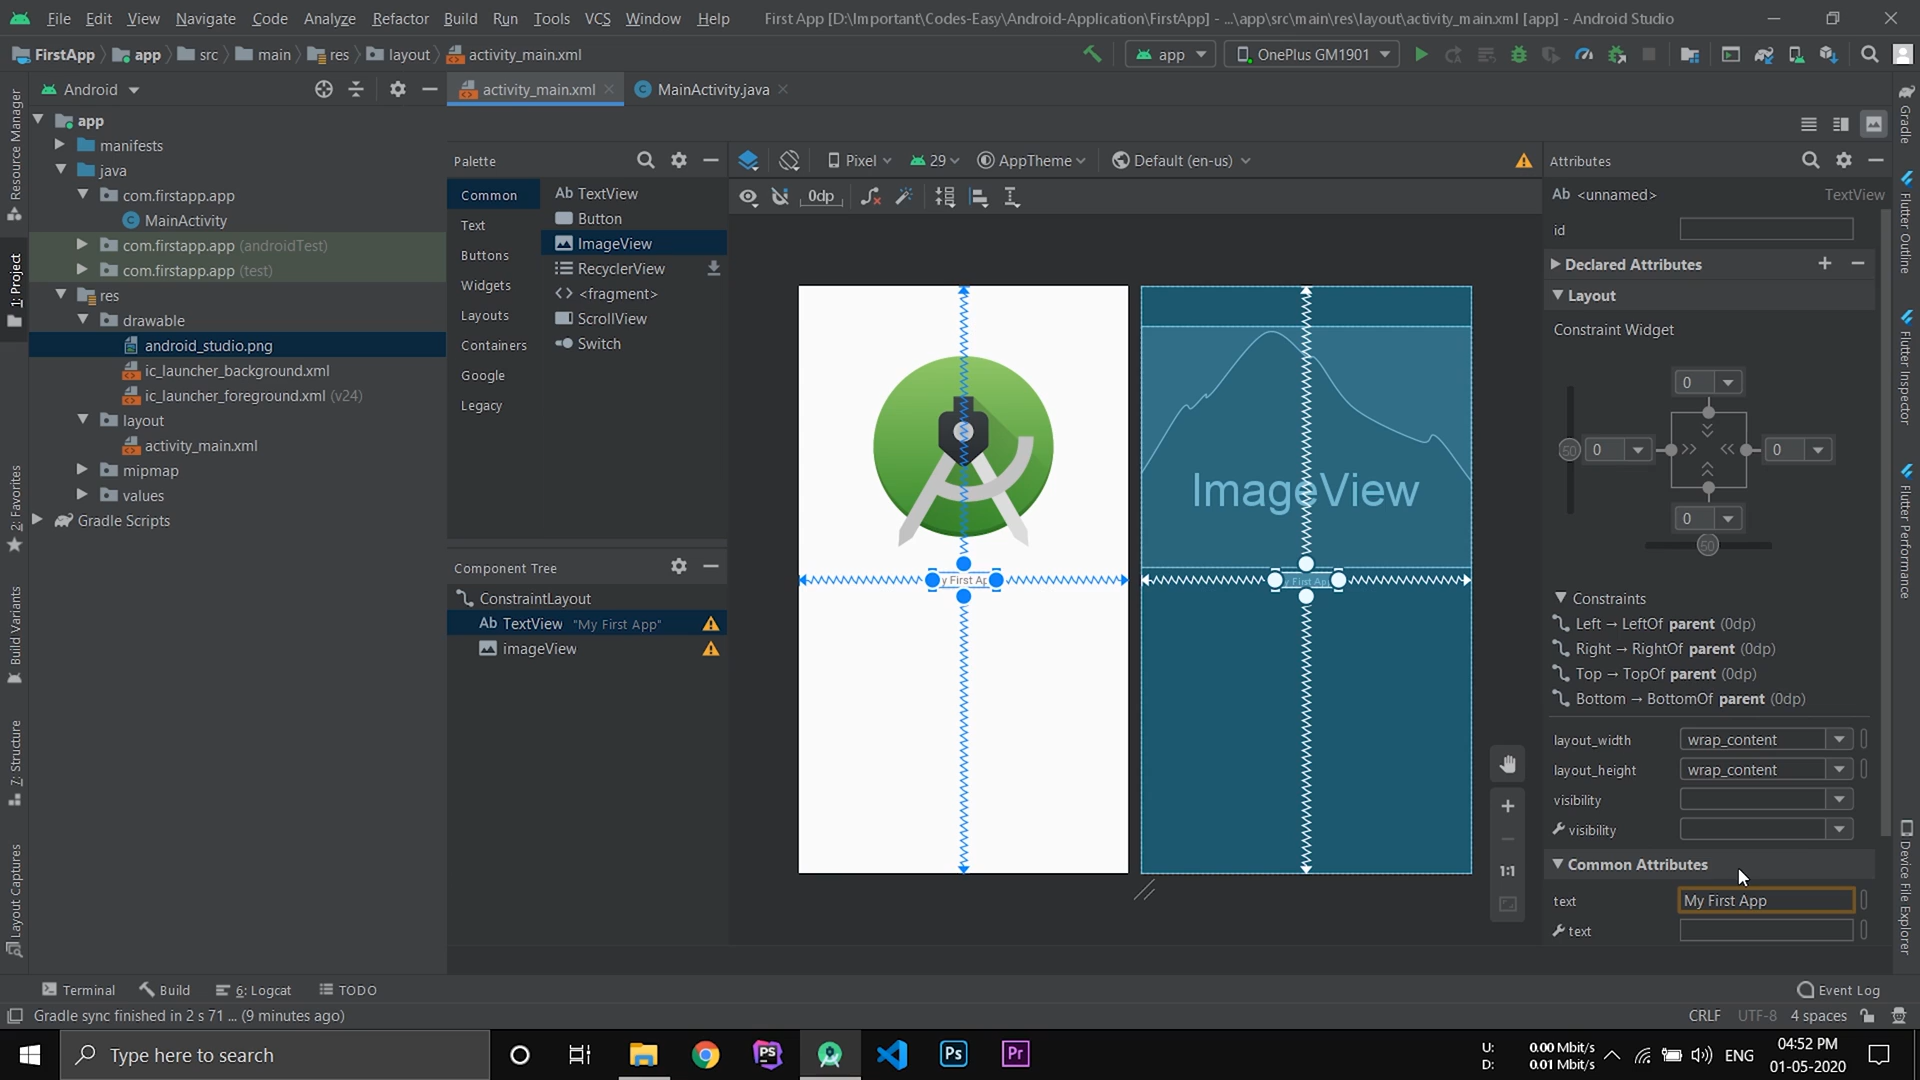 File Edit View Navigate Code Analyze Refactor Build Run Tools VCS Window Help First App [D:\Important\Codes-Easy\Android-Application\FirstApp] - ...\app\src\main\res\layout\activity_main.xml [app] - Android Studio
FirstApp app src main res layout activity_main.xml app OnePlus GM1901
Android activity_main.xml MainActivity.java
Resource Manager
1: Project
2: Favorites
Build Variants
7: Structure
Layout Captures
app
manifests
java
com.firstapp.app
MainActivity
com.firstapp.app (androidTest)
com.firstapp.app (test)
res
drawable
android_studio.png
ic_launcher_background.xml
ic_launcher_foreground.xml (v24)
layout
activity_main.xml
mipmap
values
Gradle Scripts
Palette
Common
Text
Buttons
Widgets
Layouts
Containers
Google
Legacy
Ab TextView
Button
ImageView
RecyclerView
<fragment>
ScrollView
Switch
Component Tree
ConstraintLayout
Ab TextView "My First App"
imageView
Pixel 29 AppTheme Default (en-us)
0dp
y First Ap
ImageView
y First Ap
1:1
Attributes
Ab <unnamed> TextView
id
Declared Attributes
Layout
Constraint Widget
0
50 0 0
0
50
Constraints
Left → LeftOf parent (0dp)
Right → RightOf parent (0dp)
Top → TopOf parent (0dp)
Bottom → BottomOf parent (0dp)
layout_width wrap_content
layout_height wrap_content
visibility
visibility
Common Attributes
text My First App
text
Gradle
Flutter Outline
Flutter Inspector
Flutter Performance
Device File Explorer
Terminal Build 6: Logcat TODO Event Log
Gradle sync finished in 2 s 71 ... (9 minutes ago) CRLF UTF-8 4 spaces
Type here to search PS Ps Pr U: 0.00 Mbit/s D: 0.01 Mbit/s ENG 04:52 PM 01-05-2020